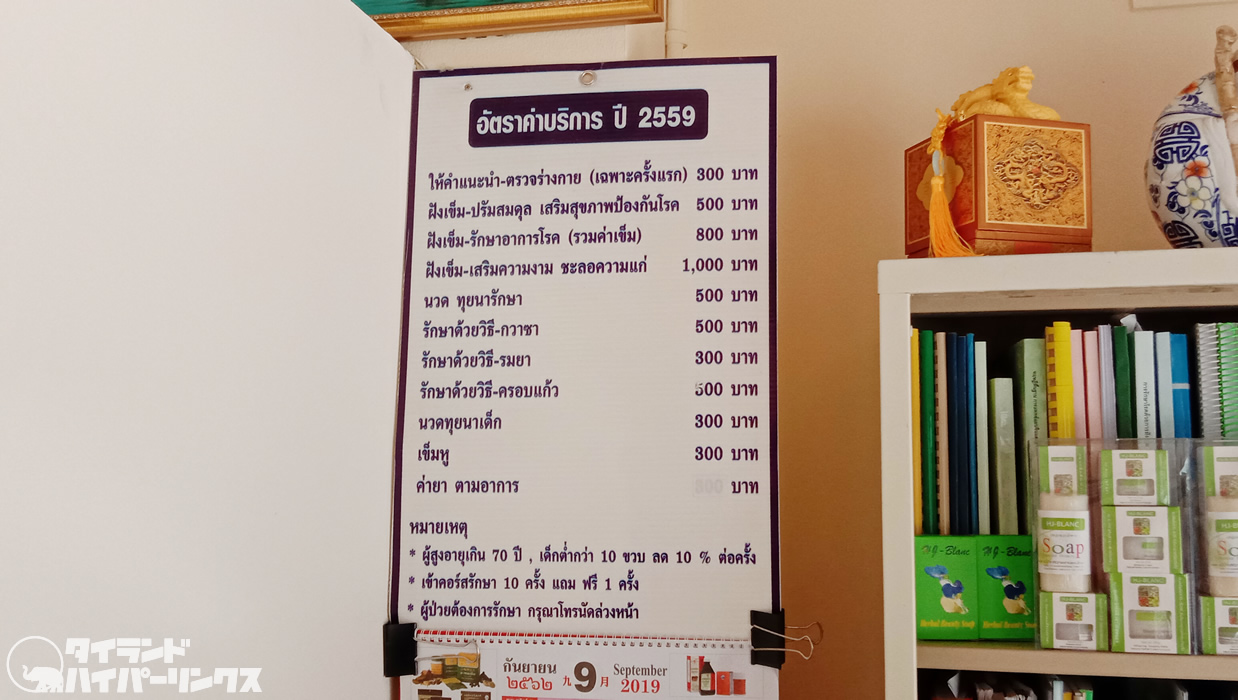 อัตราค่าบริการ ปี 2559
ให้คำแนะนำ-ตรวจร่างกาย (เฉพาะครั้งแรก) 300 บาท
ฝังเข็ม-ปรับสมดุล เสริมสุขภาพป้องกันโรค 500 บาท
ฝังเข็ม-รักษาอาการโรค (รวมค่าเข็ม) 800 บาท
ฝังเข็ม-เสริมความงาม ชะลอความแก่ 1,000 บาท
นวด ทุยนารักษา 500 บาท
รักษาด้วยวิธี-กวาซา 500 บาท
รักษาด้วยวิธี-รมยา 300 บาท
รักษาด้วยวิธี-ครอบแก้ว 500 บาท
นวดทุยนาเด็ก 300 บาท
เข็มหู 300 บาท
ค่ายา ตามอาการ บาท
หมายเหตุ
* ผู้สูงอายุเกิน 70 ปี , เด็กต่ำกว่า 10 ขวบ ลด 10 % ต่อครั้ง
* เข้าคอร์สรักษา 10 ครั้ง แถม ฟรี 1 ครั้ง
* ผู้ป่วยต้องการรักษา กรุณาโทรนัดล่วงหน้า
กันยายน
๒๕๖๒
九 9 月
September
2019
HJ-Blanc
Herbal Beauty Soap
HJ-Blanc
Herbal Beauty Soap
HJ-BLANC
Soap
HJ-BLANC
HJ-BLANC
タイランド
ハイパーリンクス